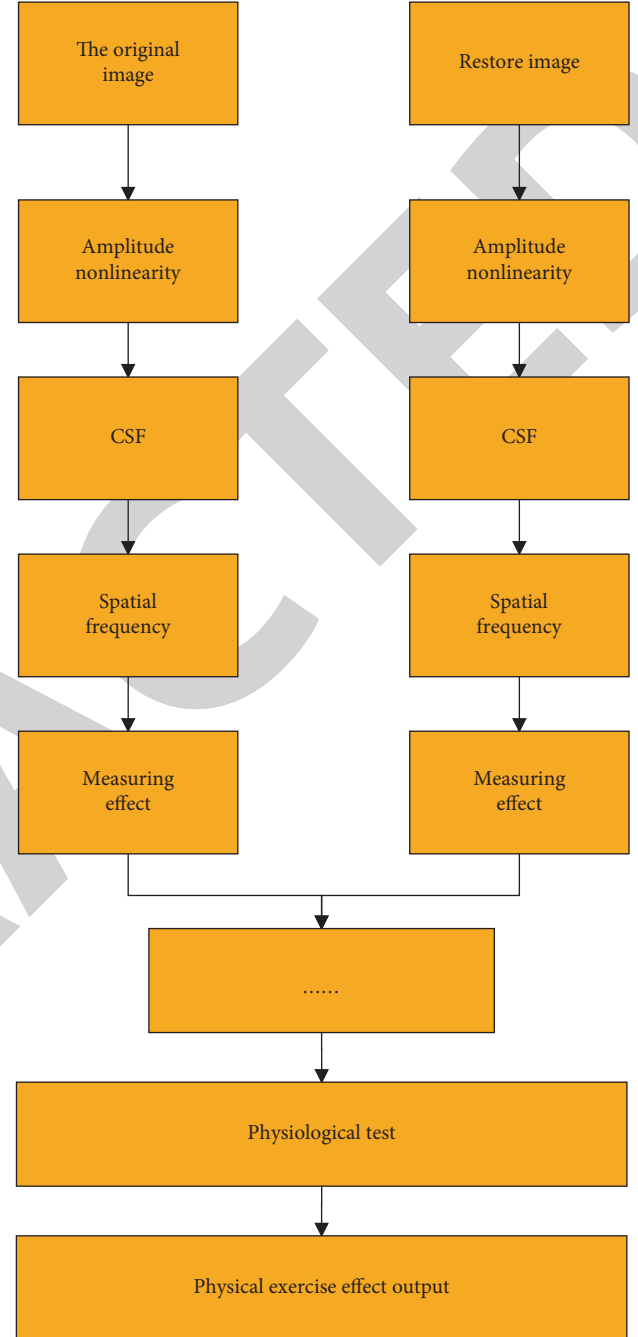 The original
image
Restore image
Amplitude
nonlinearity
Amplitude
nonlinearity
CSF
CSF
Spatial
frequency
Spatial
frequency
Measuring
effect
Measuring
effect
......
Physiological test
Physical exercise effect output